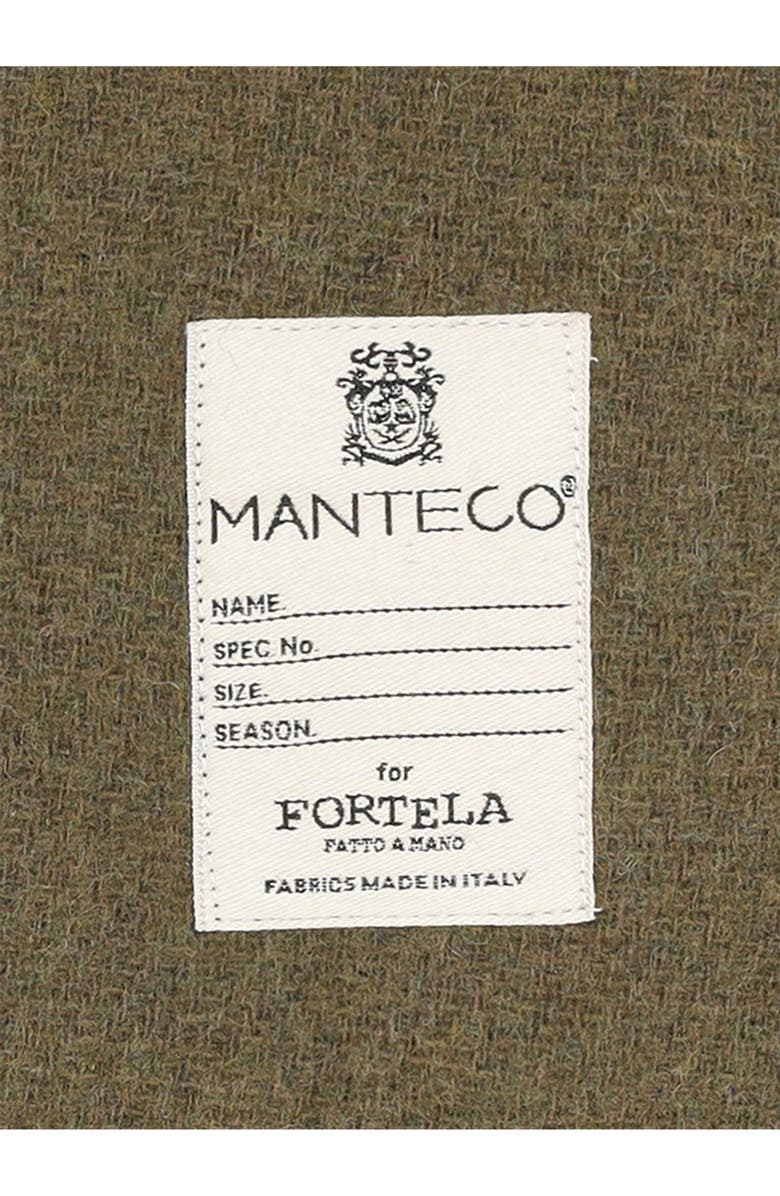 MANTECO®
NAME.
SPEC. No.
SIZE.
SEASON.
for
FORTELA
FATTO A MANO
FABRICS MADE IN ITALY